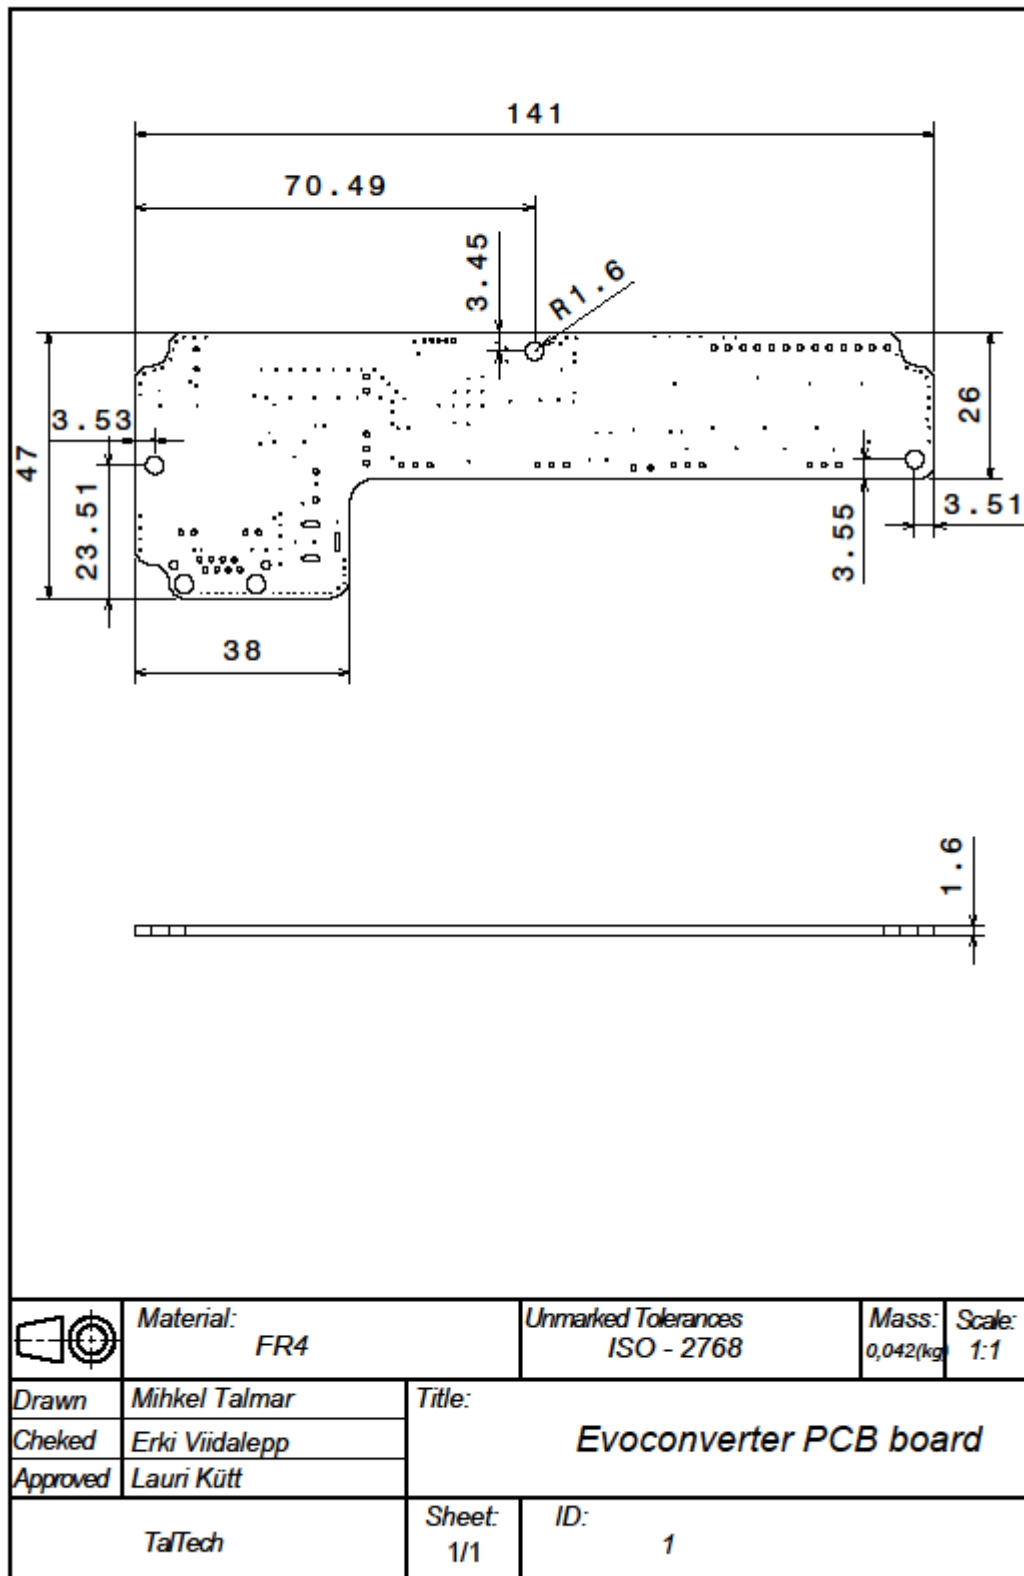 141
70.49
3.45
R1.6
26
3.53
47
23.51
3.55
3.51
38
1.6
Material:
FR4
Unmarked Tolerances
ISO - 2768
Mass:
0,042(kg)
Scale:
1:1
Drawn Mihkel Talmar
Cheked Erki Viidalepp
Approved Lauri Kütt
Title:
Evoconverter PCB board
TalTech
Sheet:
1/1
ID:
1